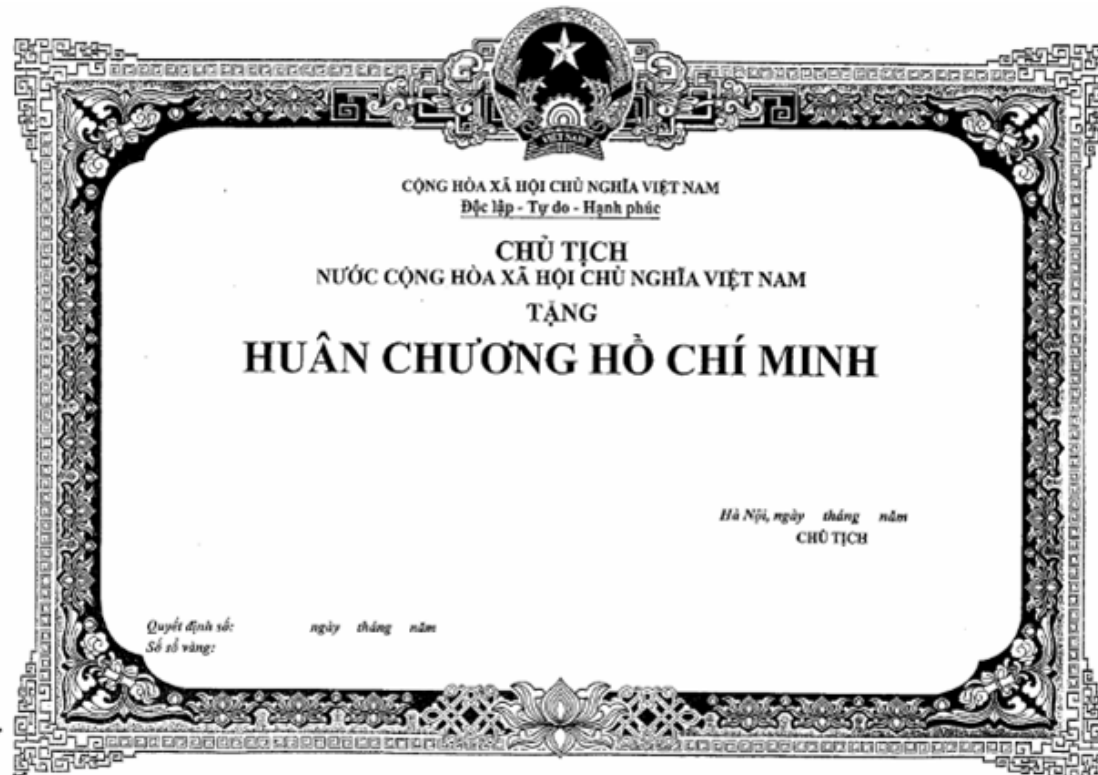 VIỆT NAM
CỘNG HÒA XÃ HỘI CHỦ NGHĨA VIỆT NAM
Độc lập - Tự do - Hạnh phúc
CHỦ TỊCH
NƯỚC CỘNG HÒA XÃ HỘI CHỦ NGHĨA VIỆT NAM
TẶNG
HUÂN CHƯƠNG HỒ CHÍ MINH
Hà Nội, ngày tháng năm
CHỦ TỊCH
Quyết định số: ngày tháng năm
Số sổ vàng: